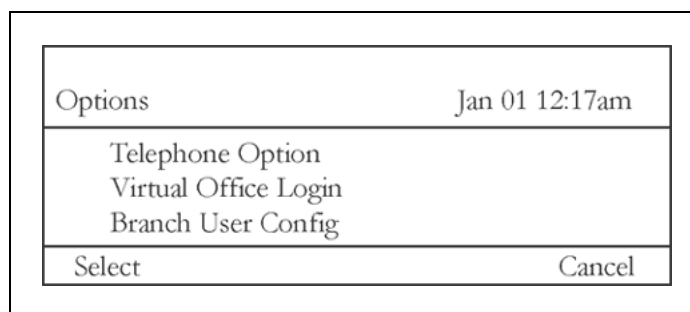 Options Jan 01 12:17am
Telephone Option
Virtual Office Login
Branch User Config
Select Cancel